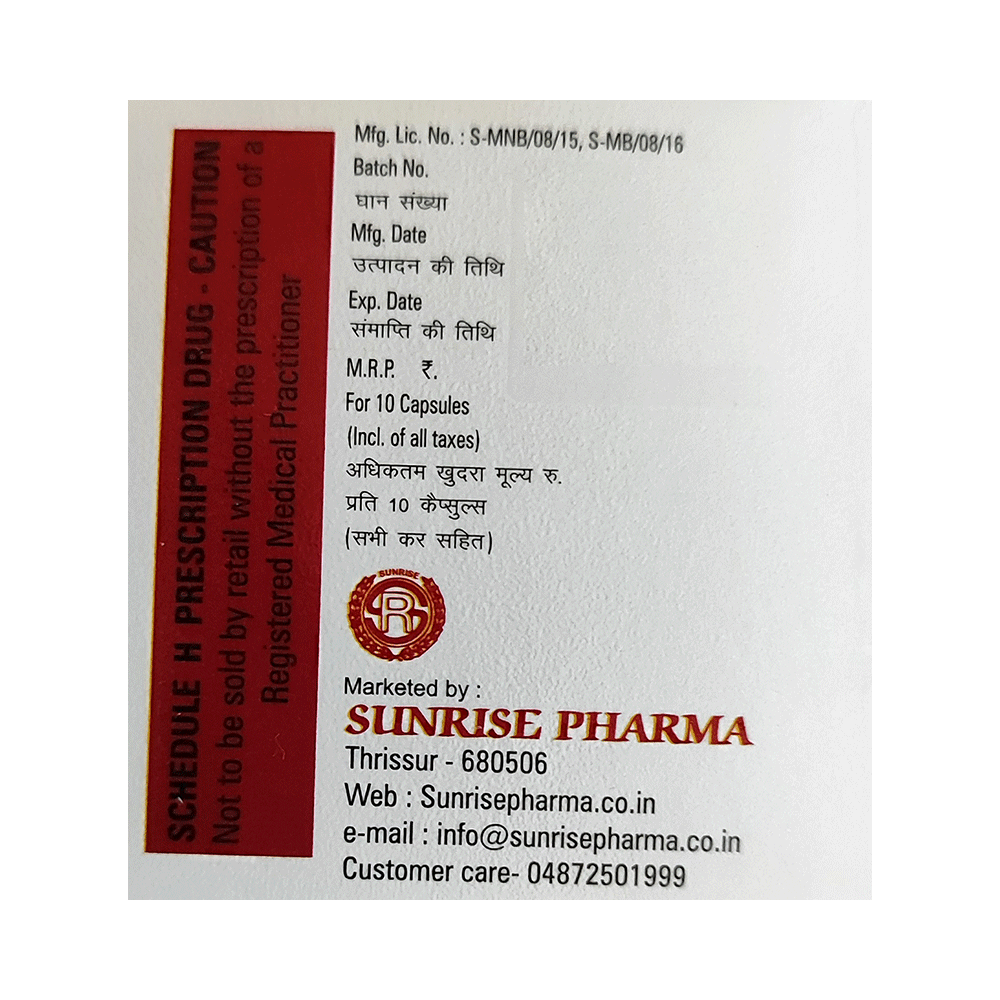 SCHEDULE H PRESCRIPTION DRUG - CAUTION
Not to be sold by retail without the prescription of a
Registered Medical Practitioner
Mfg. Lic. No. : S-MNB/08/15, S-MB/08/16
Batch No.
घान संख्या
Mfg. Date
उत्पादन की तिथि
Exp. Date
संमाप्ति की तिथि
M.R.P. ₹.
For 10 Capsules
(Incl. of all taxes)
अधिकतम खुदरा मूल्य रु.
प्रति 10 कैप्सुल्स
(सभी कर सहित)
SUNRISE
SR
Marketed by :
SUNRISE PHARMA
Thrissur - 680506
Web : Sunrisepharma.co.in
e-mail : info@sunrisepharma.co.in
Customer care- 04872501999